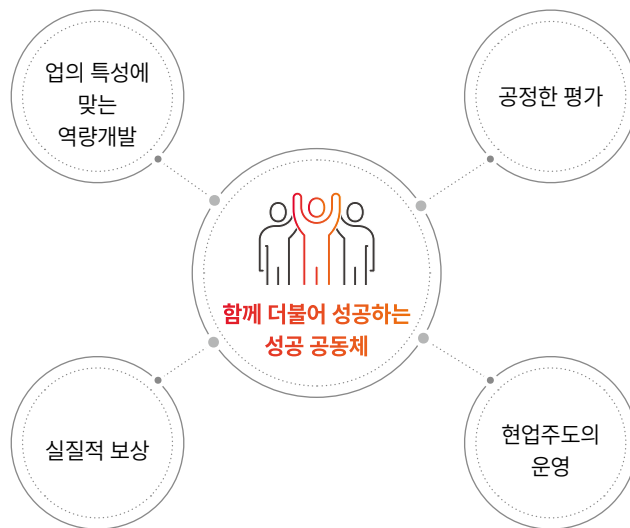 업의 특성에
맞는
역량개발
공정한 평가
함께 더불어 성공하는
성공 공동체
실질적 보상
현업주도의
운영